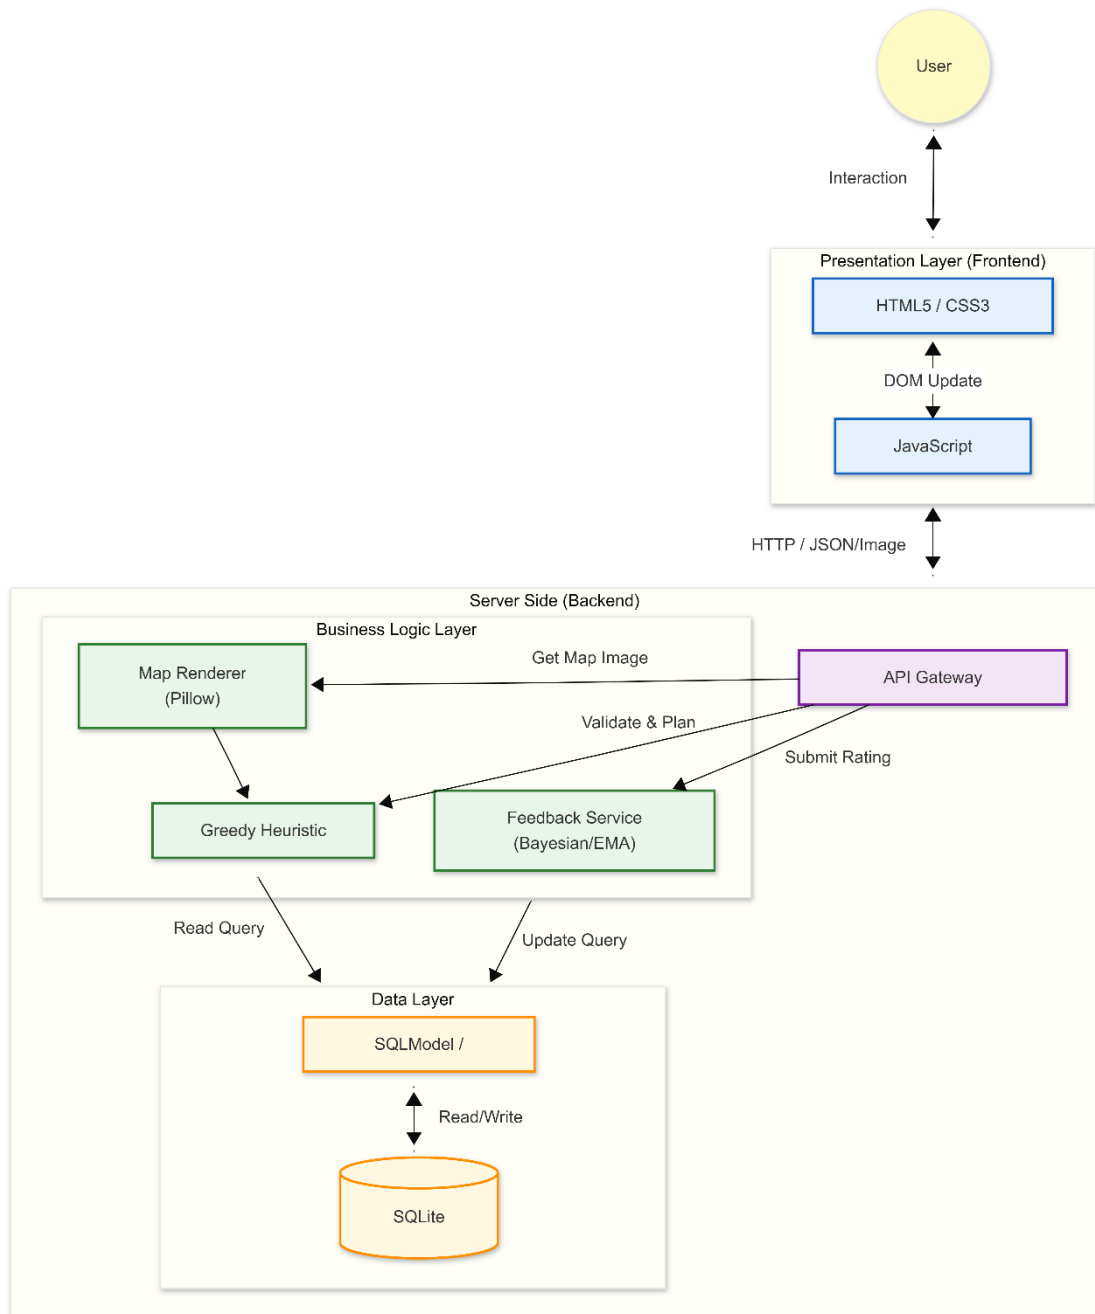 User
Interaction
Presentation Layer (Frontend)
HTML5 / CSS3
DOM Update
JavaScript
HTTP / JSON/Image
Server Side (Backend)
Business Logic Layer
Map Renderer
(Pillow)
Get Map Image
API Gateway
Validate & Plan
Submit Rating
Greedy Heuristic
Feedback Service
(Bayesian/EMA)
Read Query
Update Query
Data Layer
SQLModel /
Read/Write
SQLite